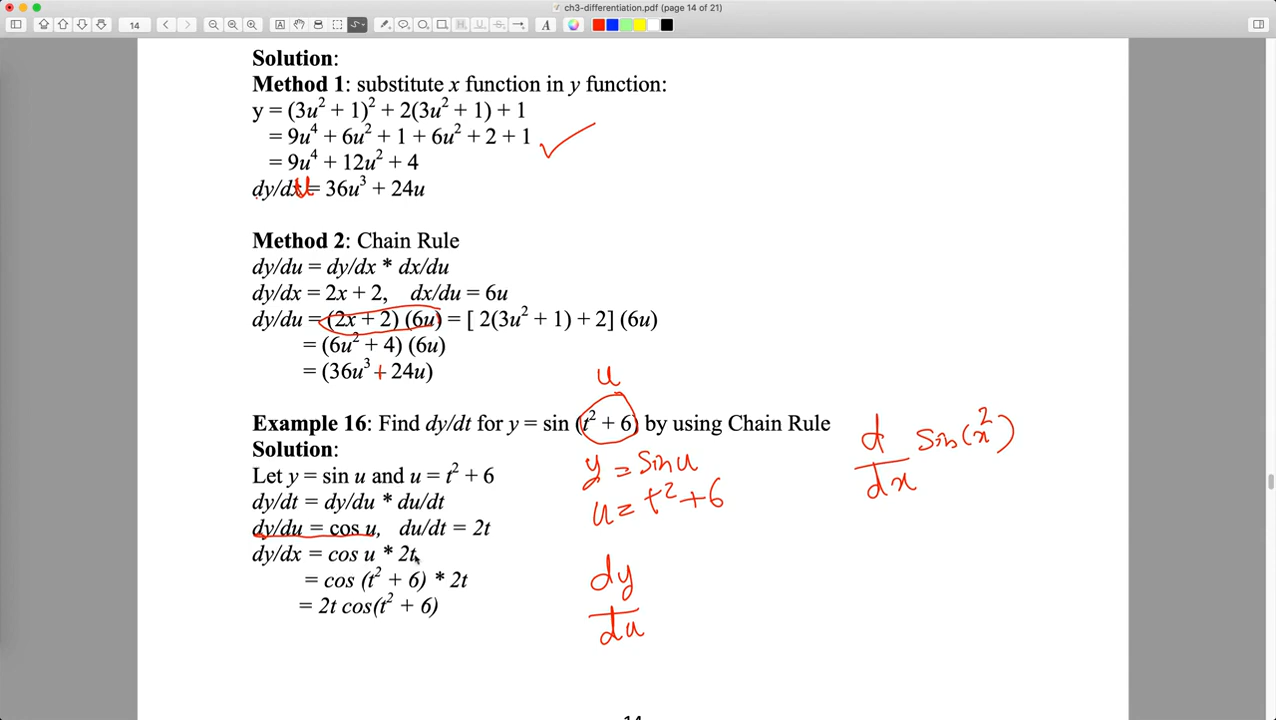 ch3-differentiation.pdf (page 14 of 21)
14
Solution:
Method 1: substitute x function in y function:
y = (3u² + 1)² + 2(3u² + 1) + 1
= 9u⁴ + 6u² + 1 + 6u² + 2 + 1
= 9u⁴ + 12u² + 4
dy/du = 36u³ + 24u
Method 2: Chain Rule
dy/du = dy/dx * dx/du
dy/dx = 2x + 2, dx/du = 6u
dy/du = (2x + 2) (6u) = [ 2(3u² + 1) + 2] (6u)
= (6u² + 4) (6u)
= (36u³ + 24u)
u
Example 16: Find dy/dt for y = sin (t² + 6) by using Chain Rule
Solution:
Let y = sin u and u = t² + 6
dy/dt = dy/du * du/dt
dy/du = cos u, du/dt = 2t
dy/dx = cos u * 2t
= cos (t² + 6) * 2t
= 2t cos(t² + 6)
y = sin u
u = t² + 6
dy
du
d sin(x²)
dx
14